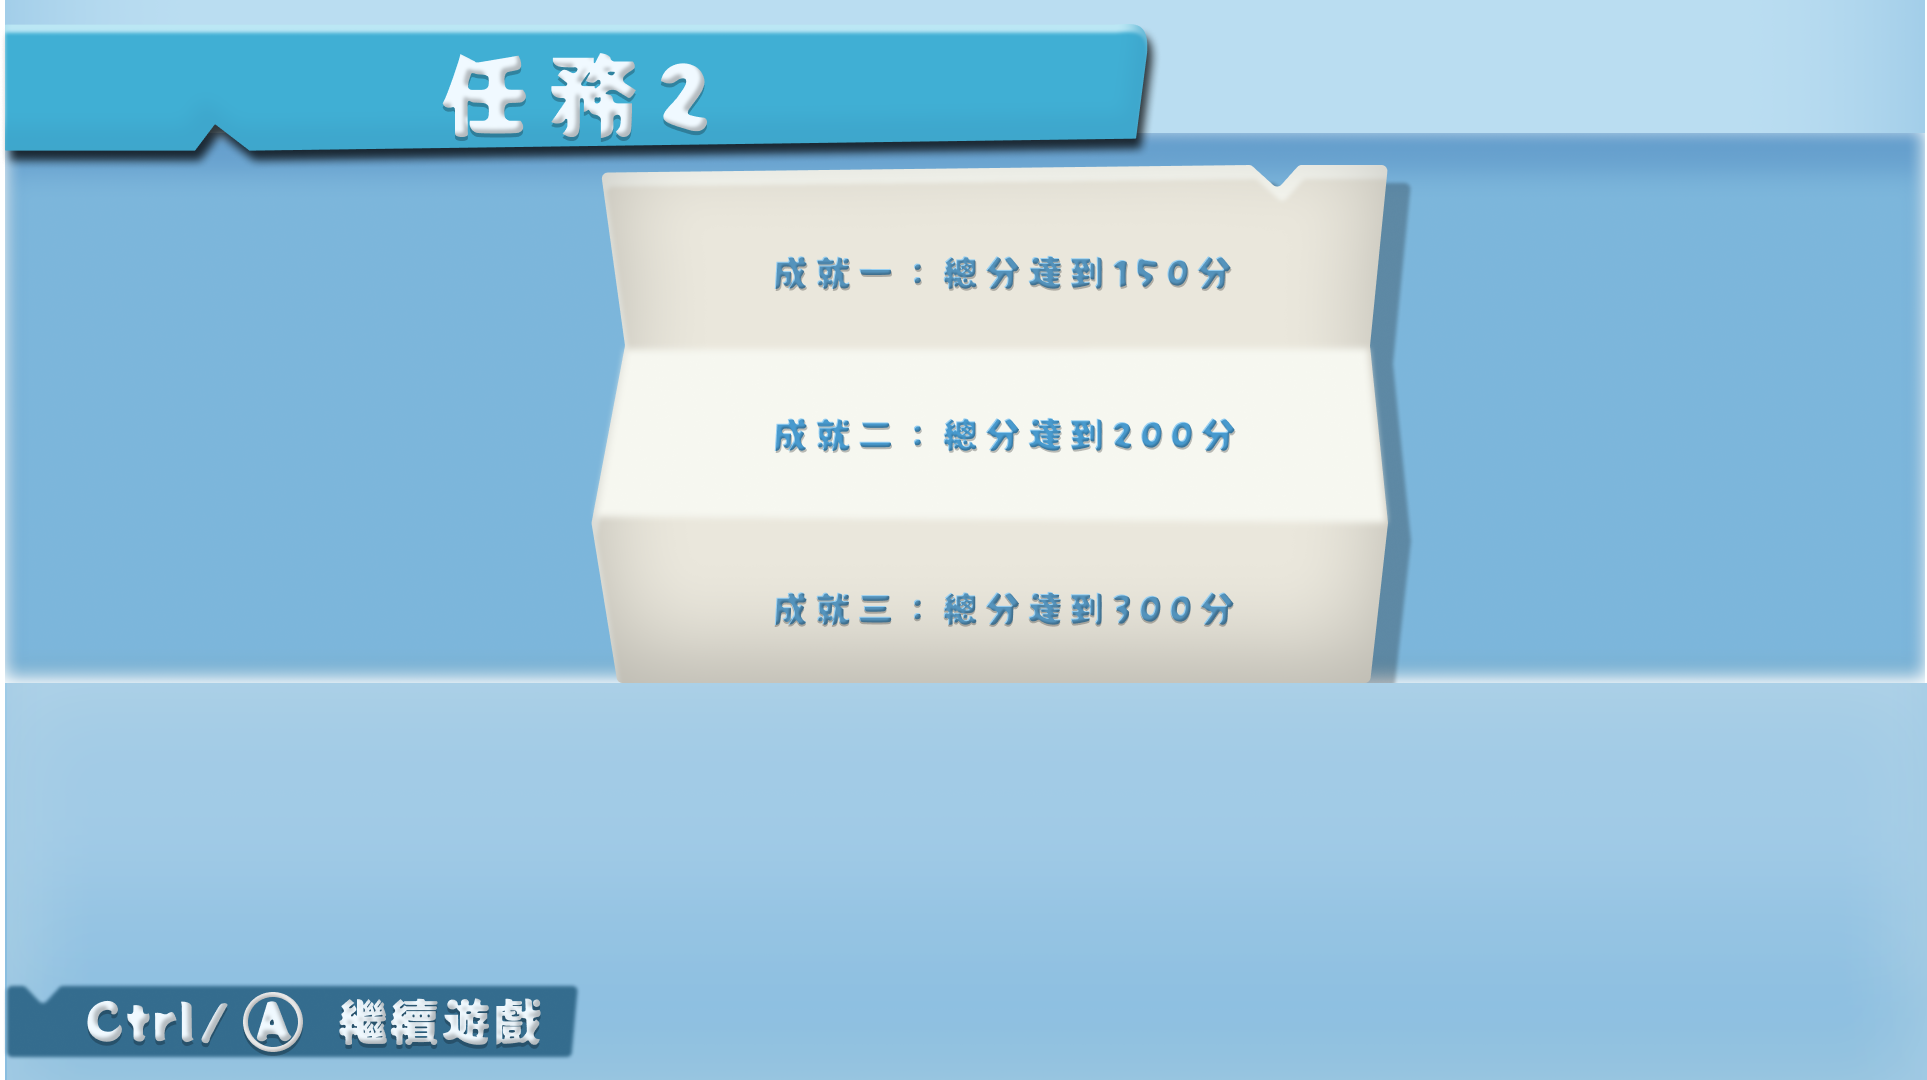 任務2
成就一：總分達到150分
成就二：總分達到200分
成就三：總分達到300分
Ctrl/Ⓐ 繼續遊戲